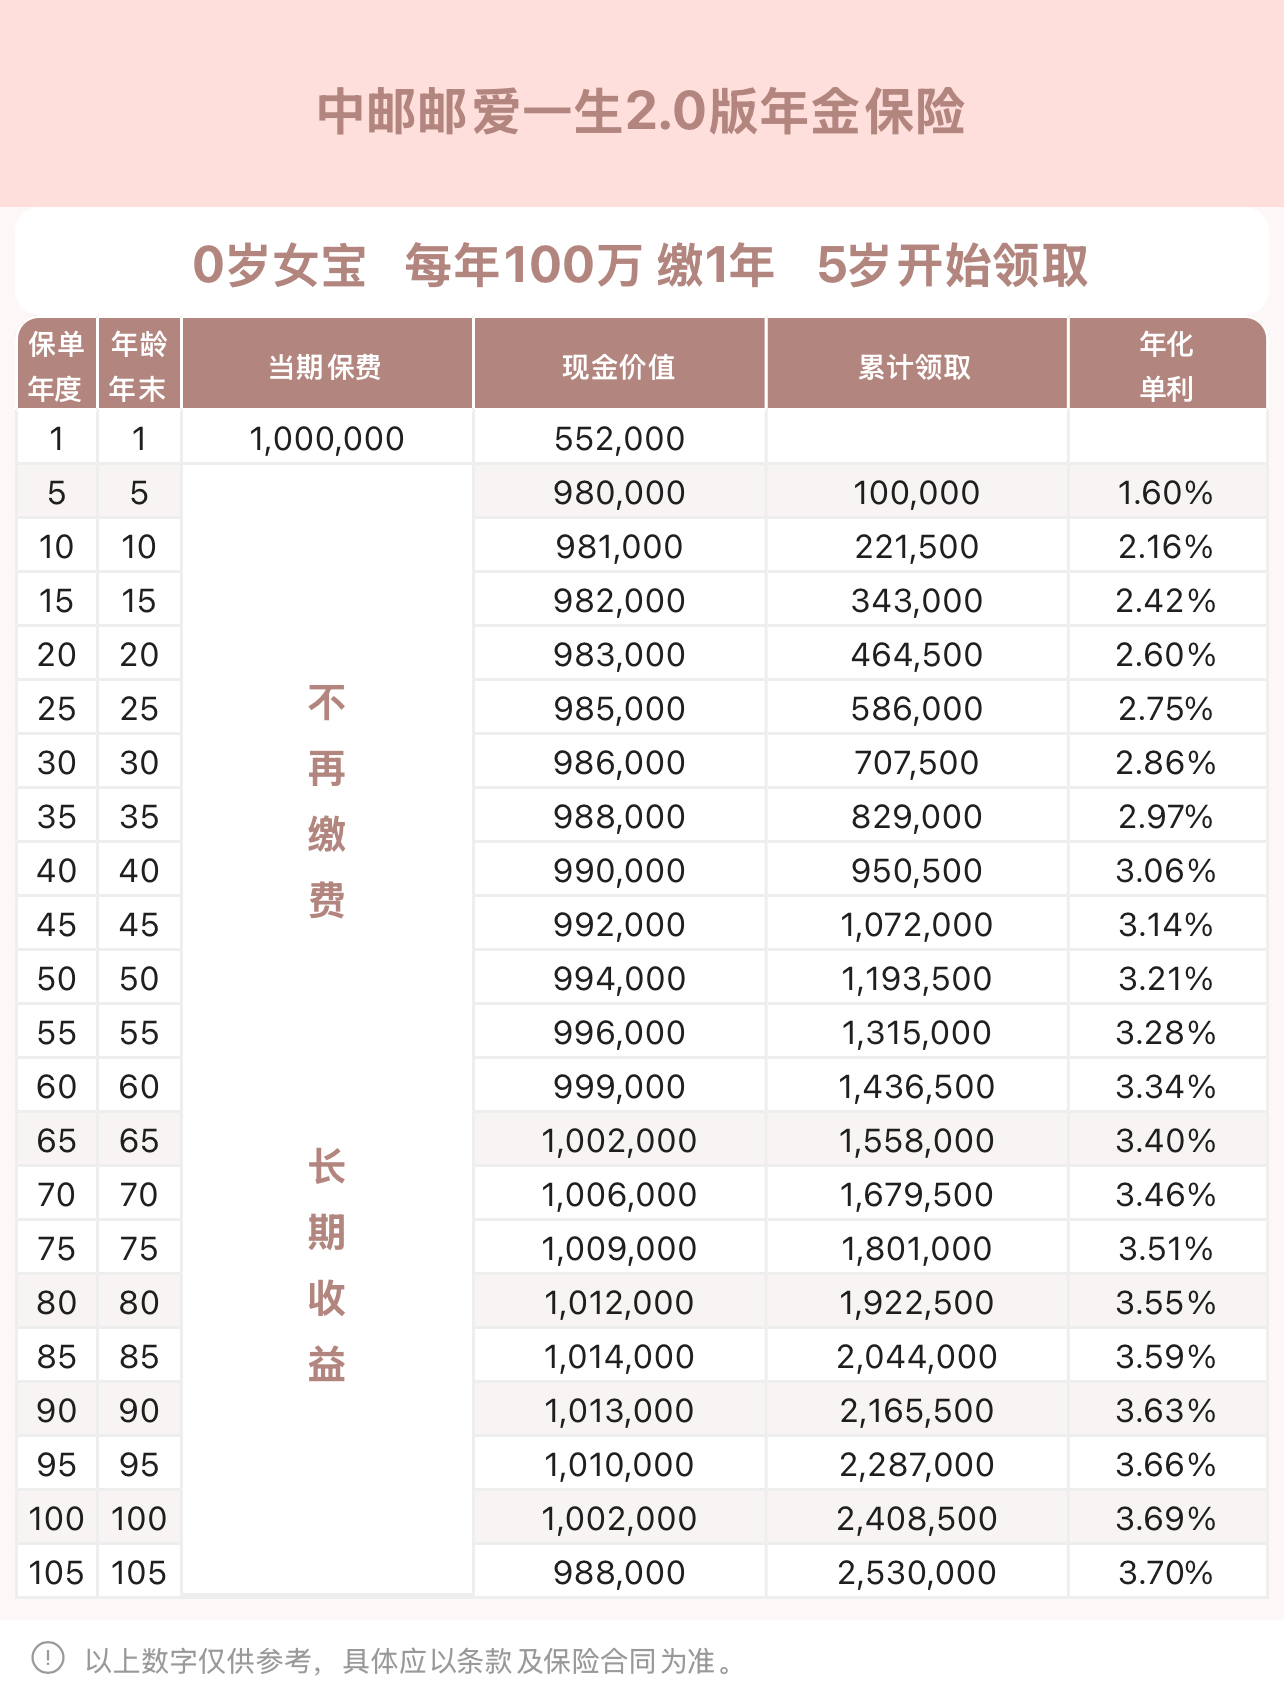 中邮邮爱一生2.0版年金保险
0岁女宝 每年100万 缴1年 5岁开始领取
保单年度 年龄年末 当期保费 现金价值 累计领取 年化单利
1 1 1,000,000 552,000
5 5 980,000 100,000 1.60%
10 10 981,000 221,500 2.16%
15 15 982,000 343,000 2.42%
20 20 983,000 464,500 2.60%
25 25 985,000 586,000 2.75%
30 30 986,000 707,500 2.86%
35 35 988,000 829,000 2.97%
40 40 990,000 950,500 3.06%
45 45 992,000 1,072,000 3.14%
50 50 994,000 1,193,500 3.21%
55 55 996,000 1,315,000 3.28%
60 60 999,000 1,436,500 3.34%
65 65 1,002,000 1,558,000 3.40%
70 70 1,006,000 1,679,500 3.46%
75 75 1,009,000 1,801,000 3.51%
80 80 1,012,000 1,922,500 3.55%
85 85 1,014,000 2,044,000 3.59%
90 90 1,013,000 2,165,500 3.63%
95 95 1,010,000 2,287,000 3.66%
100 100 1,002,000 2,408,500 3.69%
105 105 988,000 2,530,000 3.70%
不再缴费
长期收益
以上数字仅供参考，具体应以条款及保险合同为准。